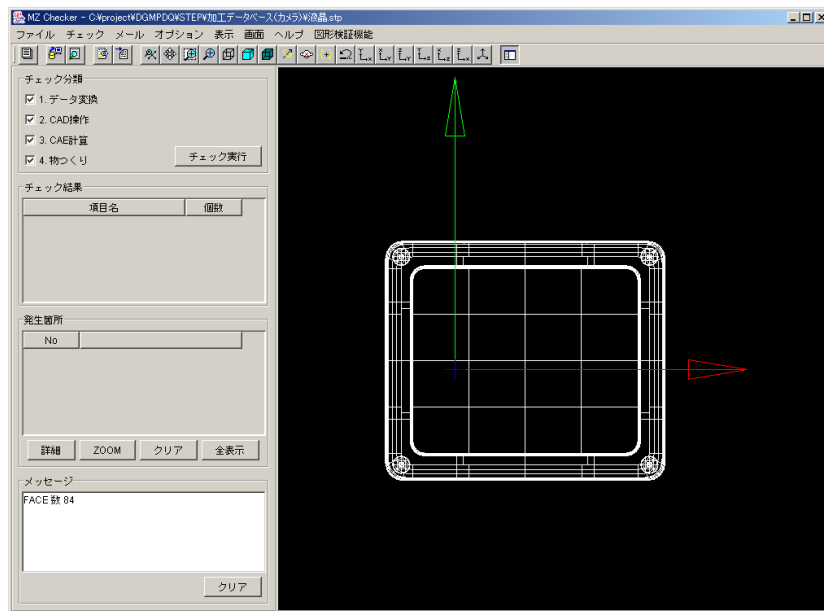 MZ Checker - C:¥project¥DGMPDQ¥STEP¥加工データベース(カメラ)¥液晶.stp
ファイル チェック メール オプション 表示 画面 ヘルプ 図形検証機能
チェック分類
1. データ変換
2. CAD操作
3. CAE計算
4. 物つくり
チェック実行
チェック結果
項目名 個数
発生箇所
No
詳細 ZOOM クリア 全表示
メッセージ
FACE 数 84
クリア